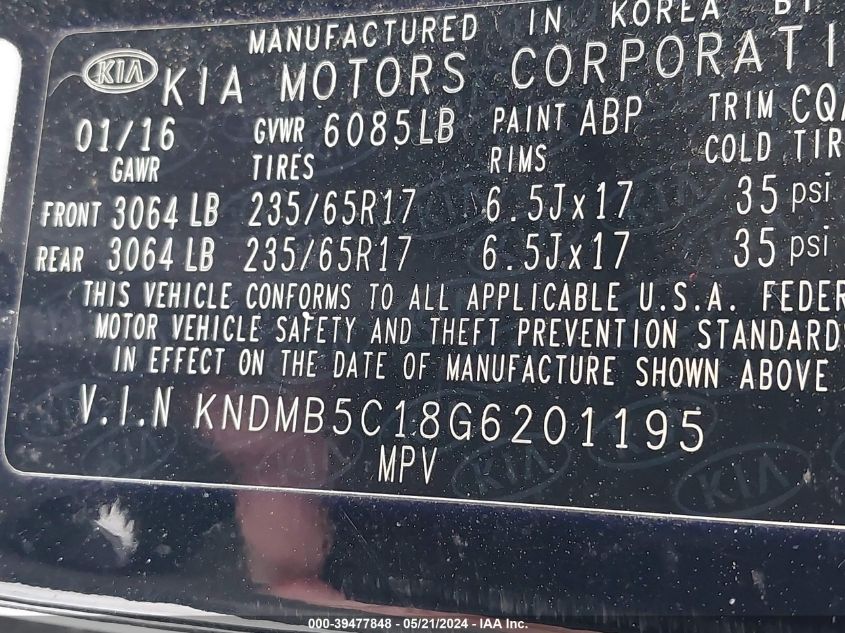 MANUFACTURED IN KOREA BY
KIA KIA MOTORS CORPORATI
01/16 GVWR 6085LB PAINT ABP TRIM CQA
GAWR TIRES RIMS COLD TIR
FRONT 3064 LB 235/65R17 6.5Jx17 35 psi
REAR 3064 LB 235/65R17 6.5Jx17 35 psi
THIS VEHICLE CONFORMS TO ALL APPLICABLE U.S.A. FEDER
MOTOR VEHICLE SAFETY AND THEFT PREVENTION STANDARDS
IN EFFECT ON THE DATE OF MANUFACTURE SHOWN ABOVE
V.I.N KNDMB5C18G6201195
MPV
000-39477848 - 05/21/2024 - IAA Inc.